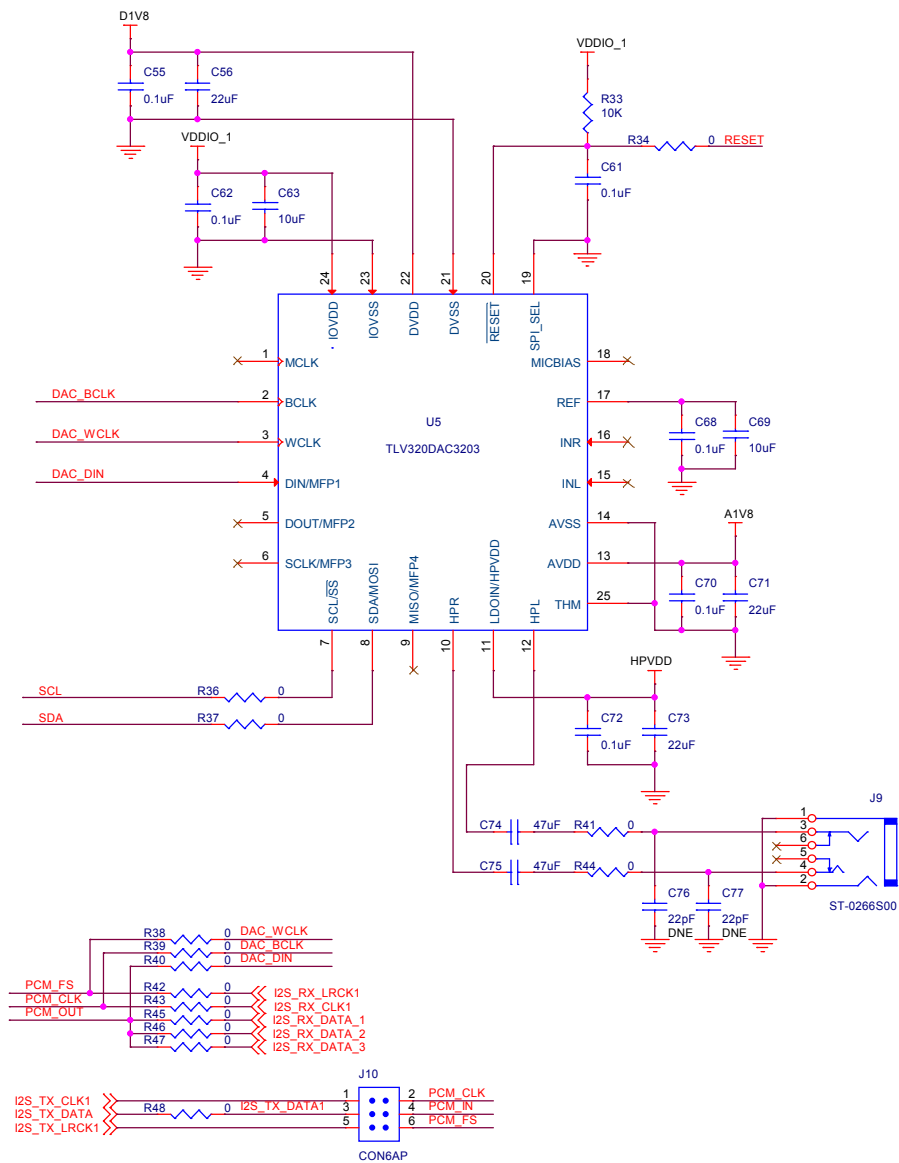 D1V8
C55
0.1uF
C56
22uF
VDDIO_1
C62
0.1uF
C63
10uF
VDDIO_1
R33
10K
R34
0
RESET
C61
0.1uF
24
23
22
21
20
19
IOVDD
IOVSS
DVDD
DVSS
RESET
SPI_SEL
1
MCLK
DAC_BCLK
2
BCLK
DAC_WCLK
3
WCLK
DAC_DIN
4
DIN/MFP1
5
DOUT/MFP2
6
SCLK/MFP3
U5
TLV320DAC3203
MICBIAS
18
REF
17
INR
16
INL
15
AVSS
14
AVDD
13
THM
25
C68
0.1uF
C69
10uF
A1V8
C70
0.1uF
C71
22uF
SCL/SS
SDA/MOSI
MISO/MFP4
HPR
LDOIN/HPVDD
HPL
7
8
9
10
11
12
SCL
R36
0
SDA
R37
0
HPVDD
C72
0.1uF
C73
22uF
C74
47uF
R41
0
C75
47uF
R44
0
C76
22pF
DNE
C77
22pF
DNE
J9
1
3
6
5
4
2
ST-0266S00
R38
0
DAC_WCLK
R39
0
DAC_BCLK
R40
0
DAC_DIN
PCM_FS
R42
0
I2S_RX_LRCK1
PCM_CLK
R43
0
I2S_RX_CLK1
PCM_OUT
R45
0
I2S_RX_DATA_1
R46
0
I2S_RX_DATA_2
R47
0
I2S_RX_DATA_3
J10
I2S_TX_CLK1
1
2
PCM_CLK
I2S_TX_DATA
R48
0
I2S_TX_DATA1
3
4
PCM_IN
I2S_TX_LRCK1
5
6
PCM_FS
CON6AP